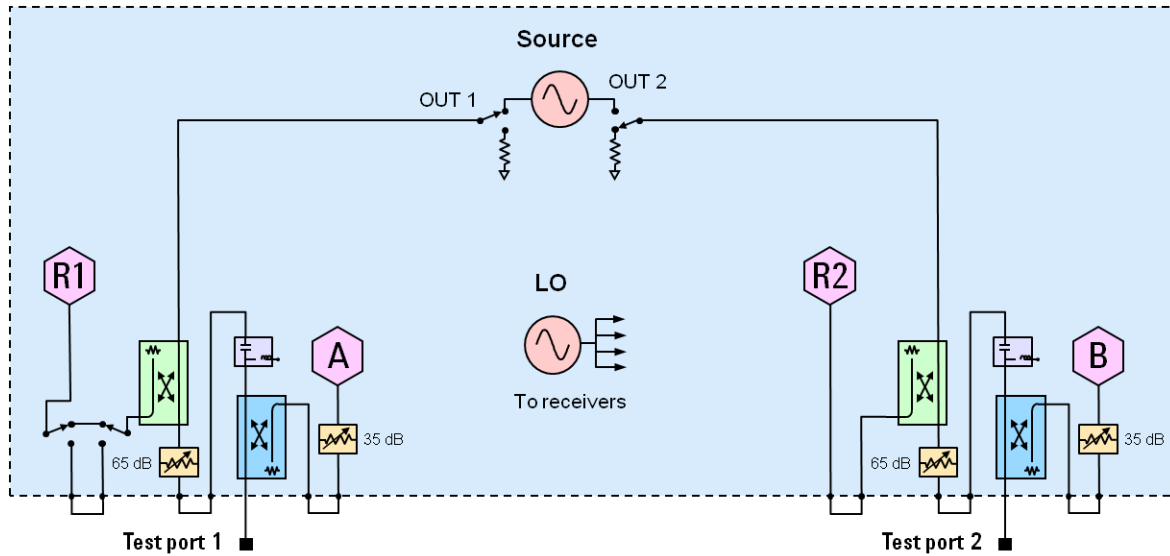 Source
OUT 1
OUT 2
R1
A
LO
To receivers
R2
B
65 dB
35 dB
65 dB
35 dB
Test port 1
Test port 2